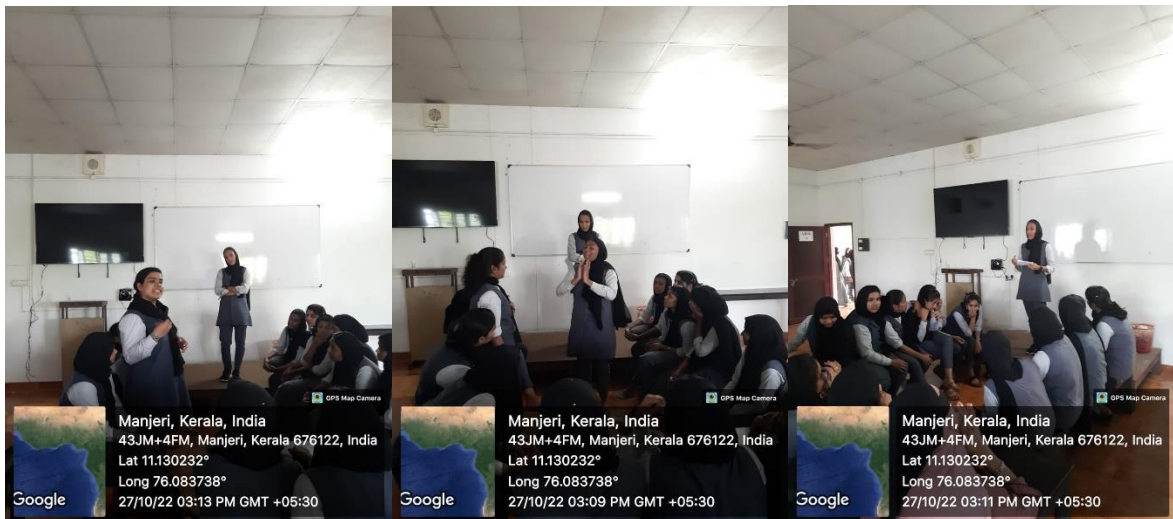 GPS Map Camera
Manjeri, Kerala, India
43JM+4FM, Manjeri, Kerala 676122, India
Lat 11.130232°
Long 76.083738°
27/10/22 03:13 PM GMT +05:30
Google
GPS Map Camera
Manjeri, Kerala, India
43JM+4FM, Manjeri, Kerala 676122, India
Lat 11.130232°
Long 76.083738°
27/10/22 03:09 PM GMT +05:30
Google
GPS Map Camera
Manjeri, Kerala, India
43JM+4FM, Manjeri, Kerala 676122, India
Lat 11.130232°
Long 76.083738°
27/10/22 03:11 PM GMT +05:30
Google